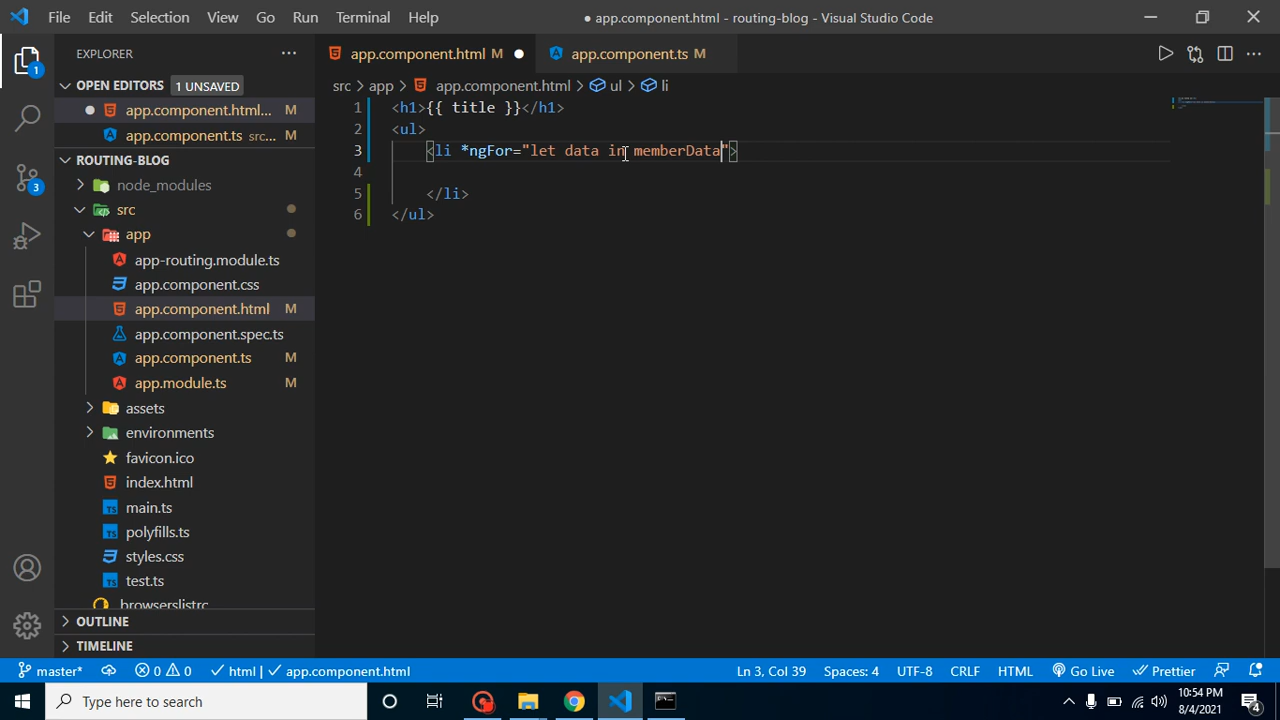 File Edit Selection View Go Run Terminal Help
● app.component.html - routing-blog - Visual Studio Code
EXPLORER ···
OPEN EDITORS 1 UNSAVED
app.component.html... M
app.component.ts src... M
ROUTING-BLOG
node_modules
src
app
app-routing.module.ts
app.component.css
app.component.html M
app.component.spec.ts
app.component.ts M
app.module.ts M
assets
environments
favicon.ico
index.html
main.ts
polyfills.ts
styles.css
test.ts
.browserslistrc
OUTLINE
TIMELINE
1
3
app.component.html M ● app.component.ts M
src > app > app.component.html > ul > li
1 <h1>{{ title }}</h1>
2 <ul>
3 <li *ngFor="let data in memberData">
4
5 </li>
6 </ul>
master* 0 0 html app.component.html Ln 3, Col 39 Spaces: 4 UTF-8 CRLF HTML Go Live Prettier
Type here to search
10:54 PM
8/4/2021
4